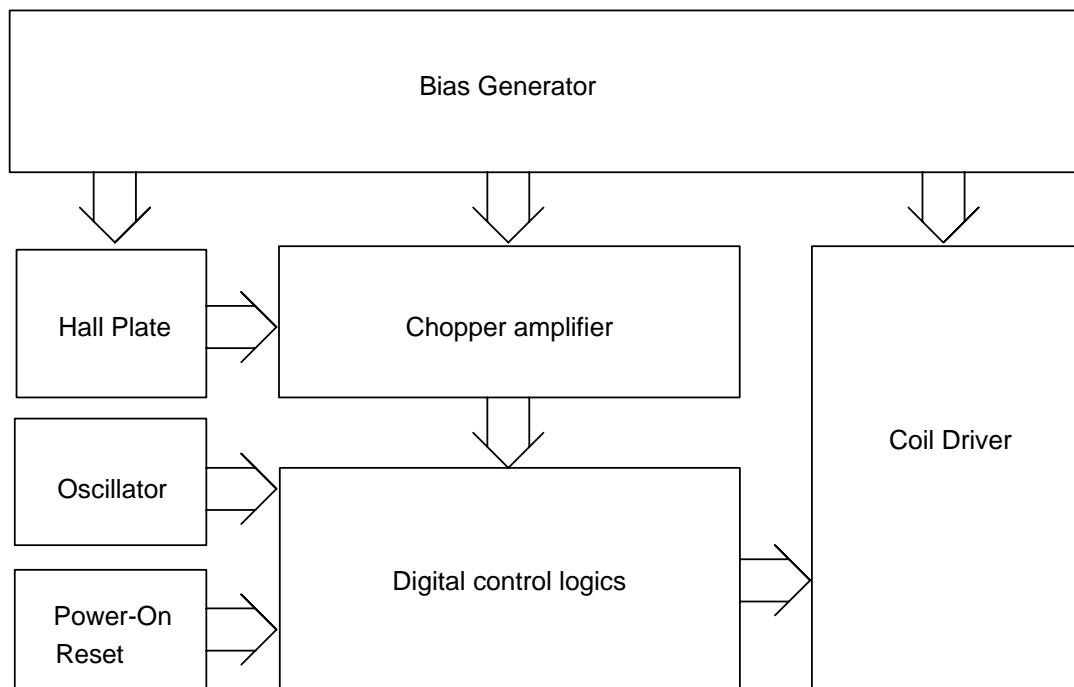 Bias Generator
Hall Plate
Chopper amplifier
Coil Driver
Oscillator
Digital control logics
Power-On
Reset